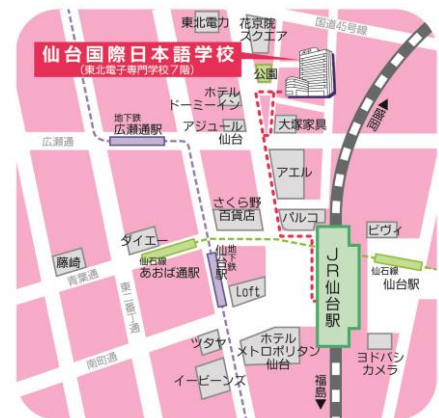 東北電力
花京院
スクエア
国道45号線
仙台国際日本語学校
(東北電子専門学校7階)
公園
ホテル
ドーミーイン
地下鉄
広瀬通駅
アジュール
仙台
大塚家具
盛岡
広瀬通
アエル
さくら野
百貨店
パルコ
ビヴィ
ダイエー
藤崎
仙石線
あおば通駅
地下鉄
仙台駅
JR仙台駅
仙石線
仙台駅
青葉通
東二番丁通
Loft
南町通
ツタヤ
ホテル
メトロポリタン
仙台
ヨドバシ
カメラ
イービーンズ
福島